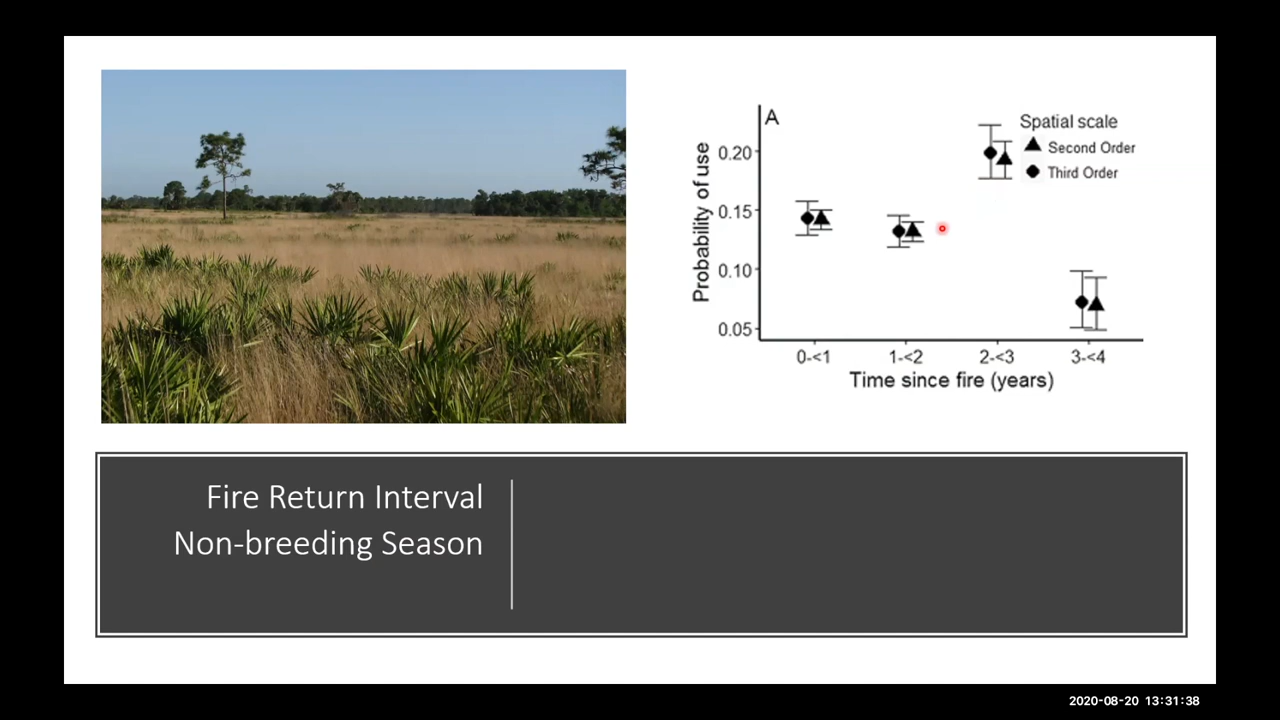 A
Spatial scale
Second Order
Third Order
Probability of use
0.20
0.15
0.10
0.05
0-<1 1-<2 2-<3 3-<4
Time since fire (years)
Fire Return Interval
Non-breeding Season
2020-08-20 13:31:38